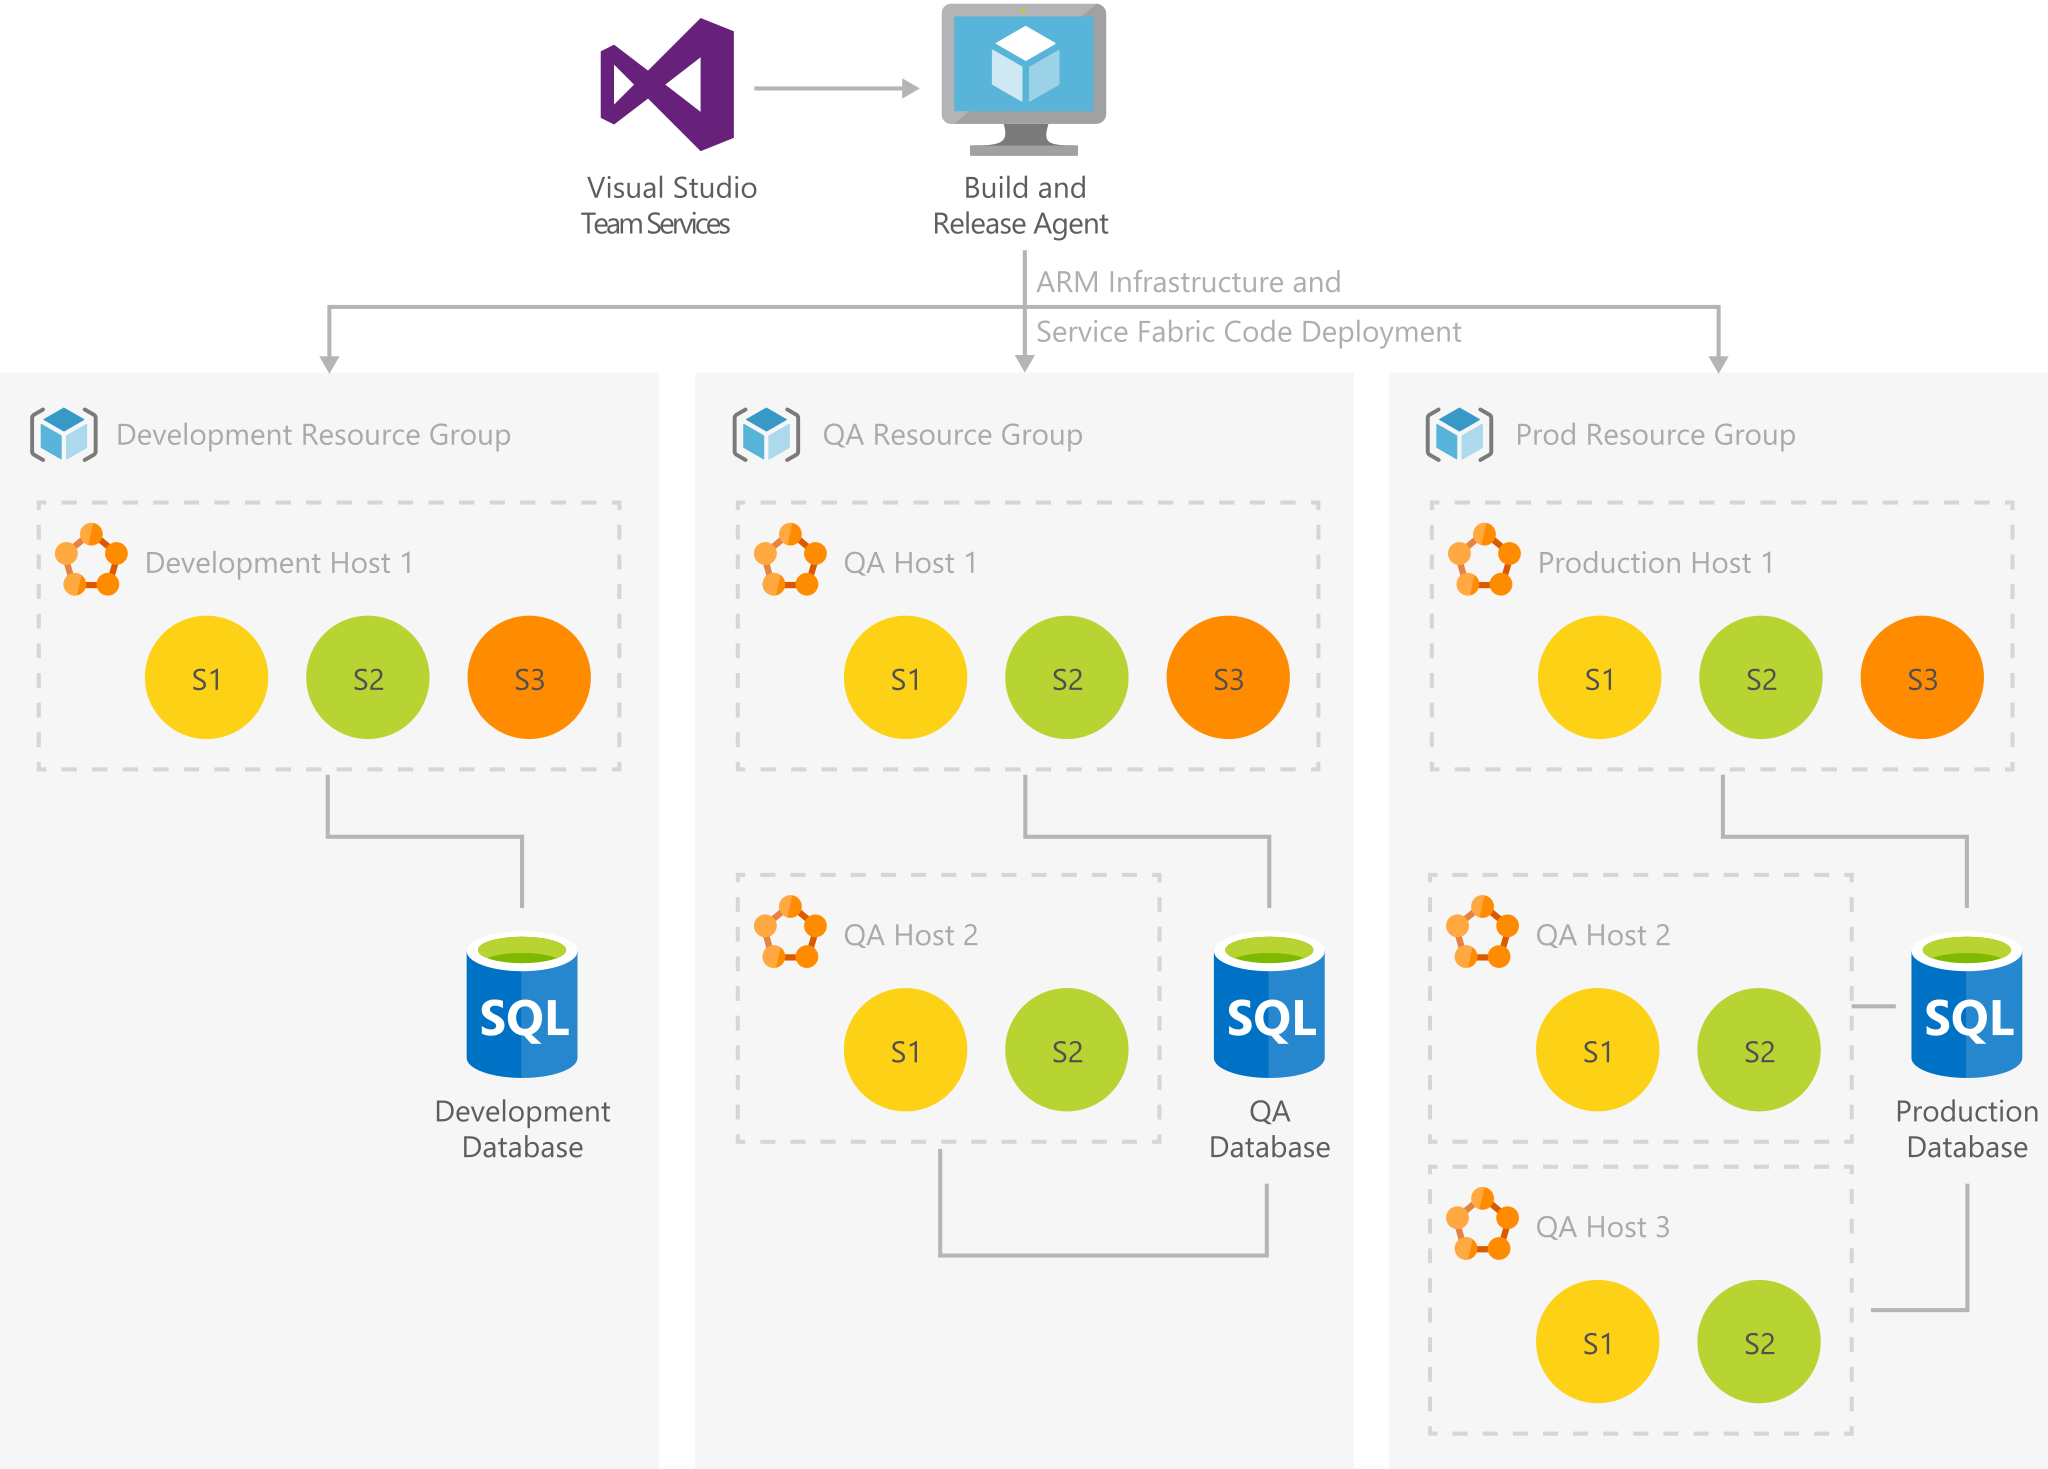 Visual Studio
Team Services
Build and
Release Agent
ARM Infrastructure and
Service Fabric Code Deployment
Development Resource Group
Development Host 1
S1
S2
S3
SQL
Development
Database
QA Resource Group
QA Host 1
S1
S2
S3
QA Host 2
S1
S2
SQL
QA
Database
Prod Resource Group
Production Host 1
S1
S2
S3
QA Host 2
S1
S2
SQL
Production
Database
QA Host 3
S1
S2